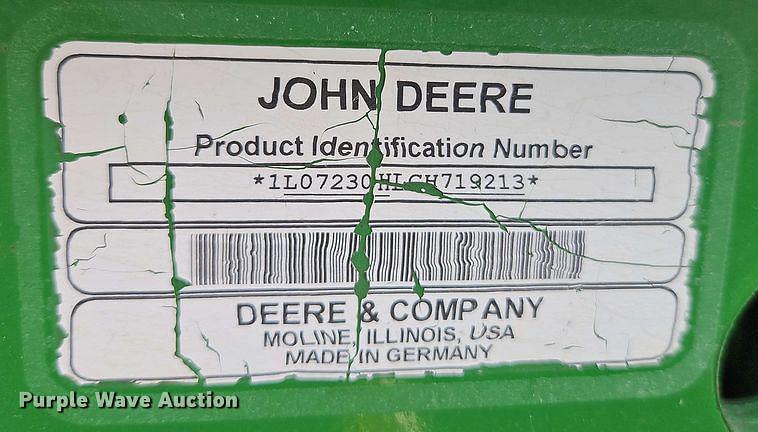 JOHN DEERE
Product Identification Number
*1L07230HLGH719213*
DEERE & COMPANY
MOLINE, ILLINOIS, USA
MADE IN GERMANY
Purple Wave Auction